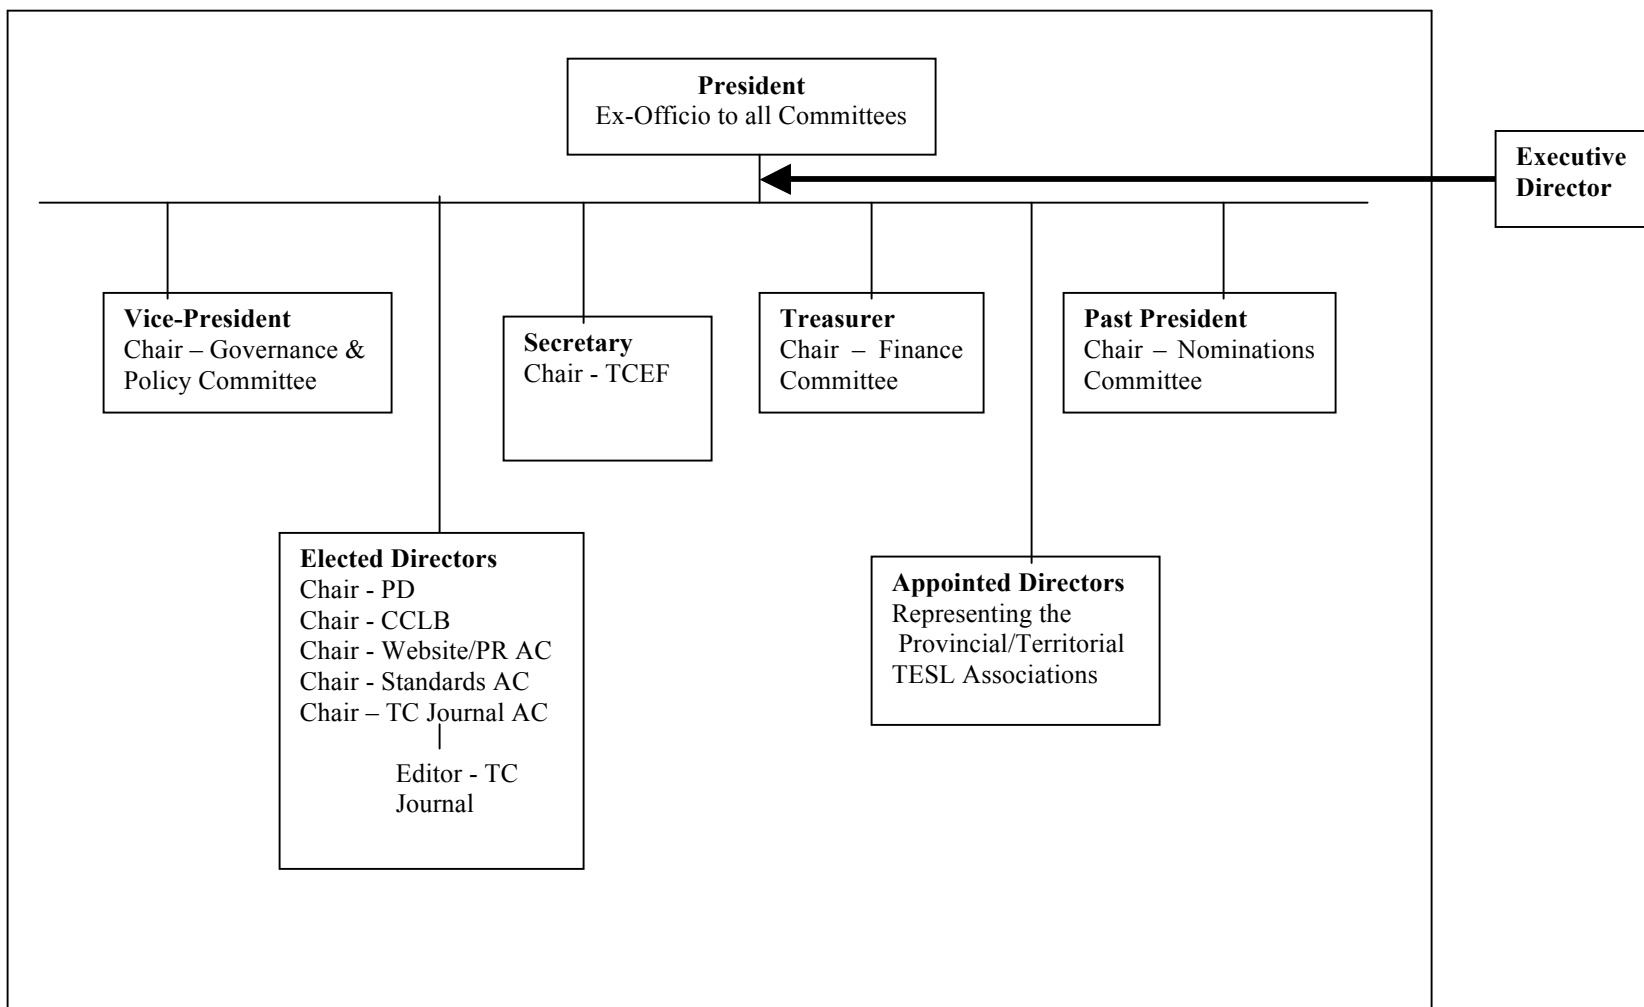 President
Ex-Officio to all Committees
Executive
Director
Vice-President
Chair – Governance &
Policy Committee
Secretary
Chair - TCEF
Treasurer
Chair – Finance
Committee
Past President
Chair – Nominations
Committee
Elected Directors
Chair - PD
Chair - CCLB
Chair - Website/PR AC
Chair - Standards AC
Chair – TC Journal AC
Editor - TC
Journal
Appointed Directors
Representing the
Provincial/Territorial
TESL Associations